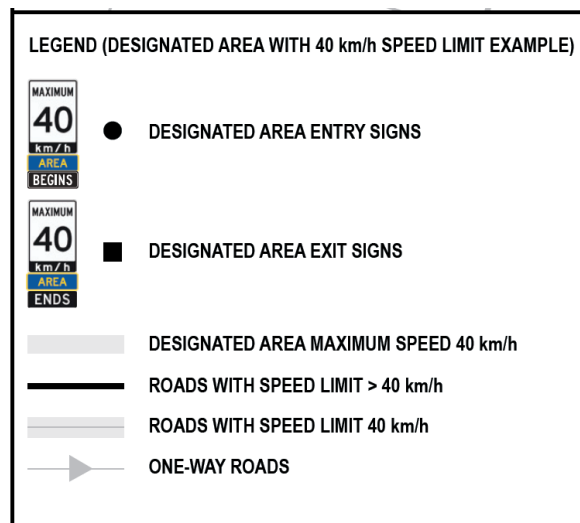 LEGEND (DESIGNATED AREA WITH 40 km/h SPEED LIMIT EXAMPLE)
MAXIMUM
40
km/h
AREA
BEGINS
DESIGNATED AREA ENTRY SIGNS
MAXIMUM
40
km/h
AREA
ENDS
DESIGNATED AREA EXIT SIGNS
DESIGNATED AREA MAXIMUM SPEED 40 km/h
ROADS WITH SPEED LIMIT > 40 km/h
ROADS WITH SPEED LIMIT 40 km/h
ONE-WAY ROADS